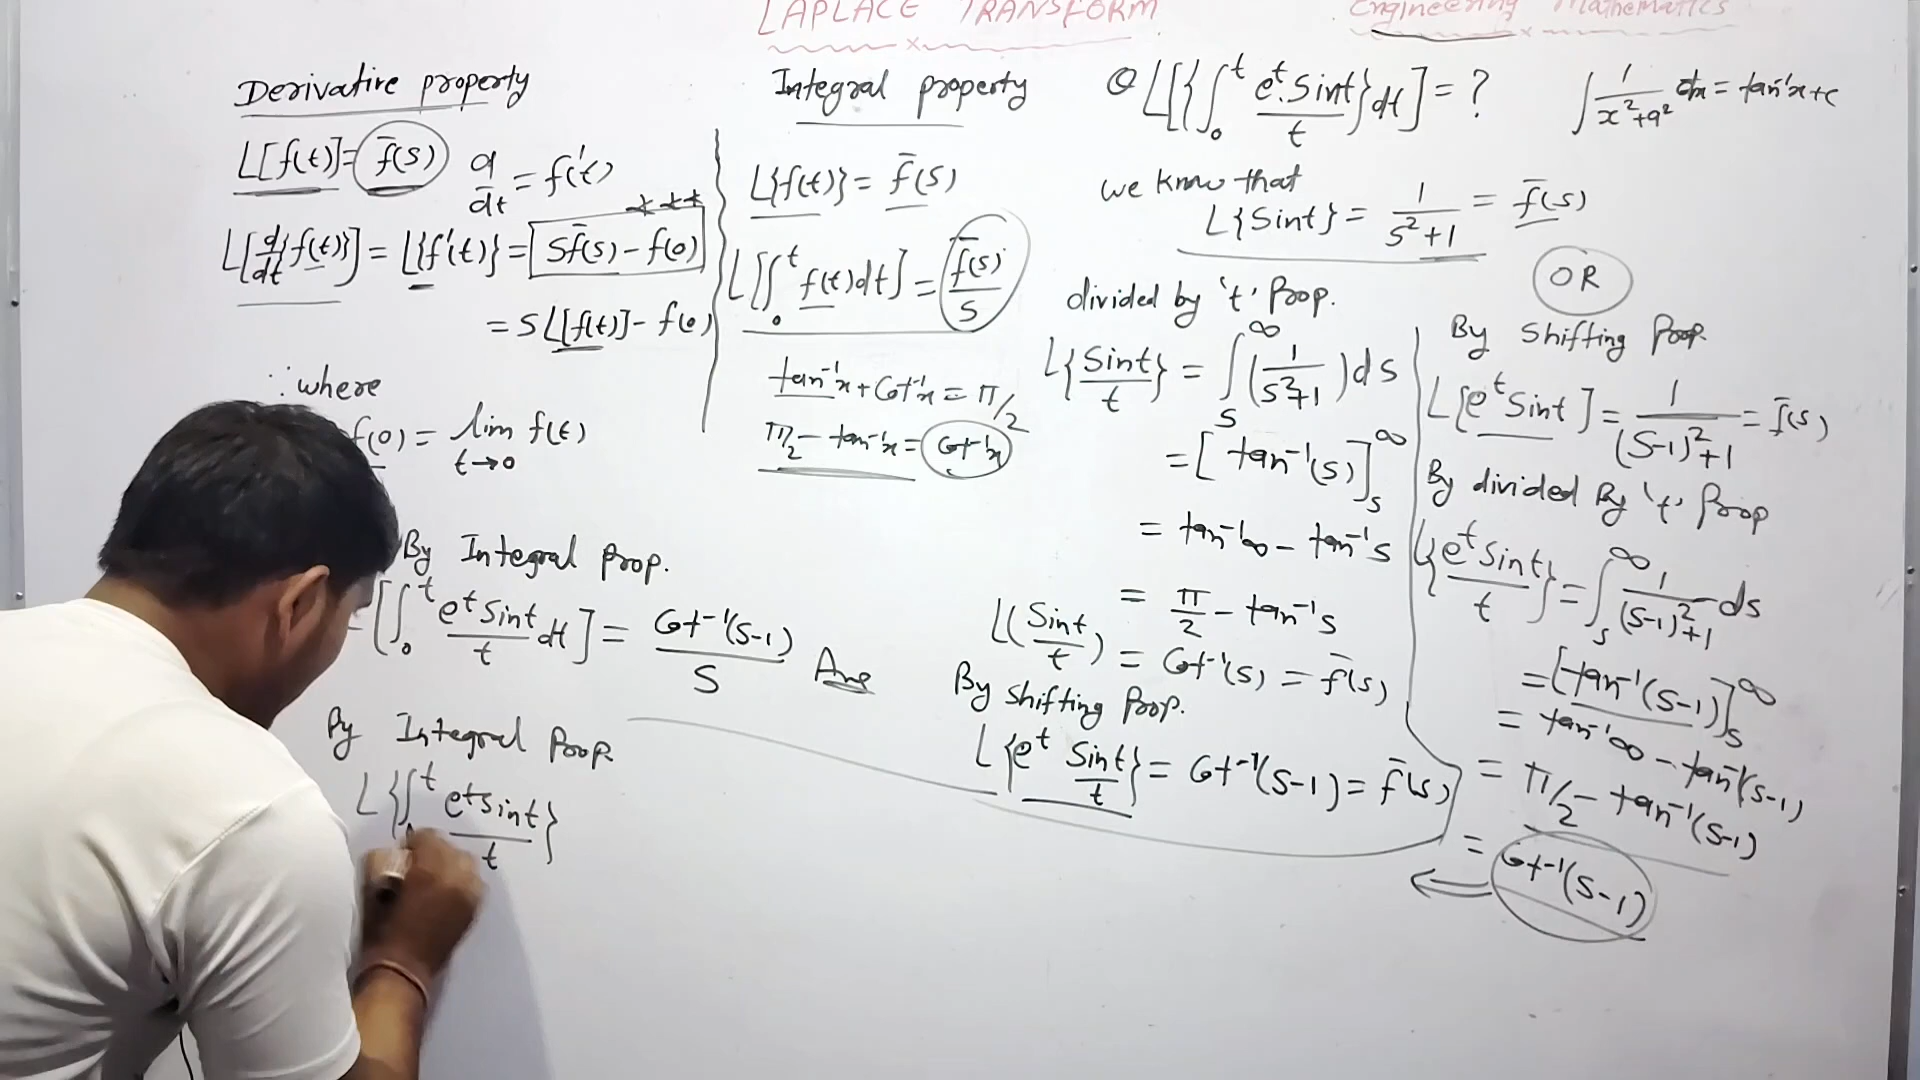 LAPLACE TRANSFORM
Engineering Mathematics
Derivative property
L[f(t)] = f̄(s)
d/dt = f'(t)
***
L[d/dt{f(t)}] = L{f'(t)} = sf̄(s) - f(0)
= S L[f(t)] - f(0)
∵ where
f(0) = lim t→0 f(t)
Integral property
L{f(t)} = f̄(s)
L[∫₀ᵗ f(t)dt] = f̄(s)/s
tan⁻¹x + Cot⁻¹x = π/2
π/2 - tan⁻¹x = Cot⁻¹x
By Integral Prop.
[∫₀ᵗ eᵗ Sint/t dt] = Cot⁻¹(s-1)/S Ans
By Integral Prop.
L{∫ᵗ eᵗ sint/t}
Q L[{∫₀ᵗ eᵗ.Sint/t}dt] = ?
∫ 1/(x²+a²) dx = tan⁻¹x+c
we know that
L{Sint} = 1/(s²+1) = f̄(s)
divided by 't' Prop.
L{Sint/t} = ∫ₛ^∞ (1/(s²+1)) ds
= [tan⁻¹(s)]ₛ^∞
= tan⁻¹∞ - tan⁻¹s
= π/2 - tan⁻¹s
L(Sint/t) = Cot⁻¹(s) = f̄(s)
By shifting Prop.
L{eᵗ Sint/t} = Cot⁻¹(s-1) = f̄(s)
OR
By Shifting Prop.
L[eᵗ Sint] = 1/((s-1)²+1) = f̄(s)
By divided By 't' Prop
L{eᵗ Sint/t} = ∫ₛ^∞ 1/((s-1)²+1) ds
= [tan⁻¹(s-1)]ₛ^∞
= tan⁻¹∞ - tan⁻¹(s-1)
= π/2 - tan⁻¹(s-1)
= Cot⁻¹(s-1)